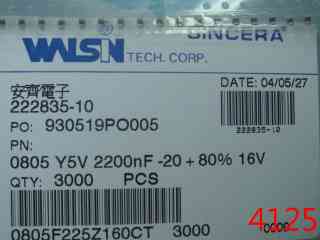 SINCERA
WALSIN
TECH. CORP.
DATE: 04/05/27
安齊電子
222835-10
PO: 930519PO005
222835-10
PN:
0805 Y5V 2200nF -20+80% 16V
QTY: 3000 PCS
0805F225Z160CT 3000
4125